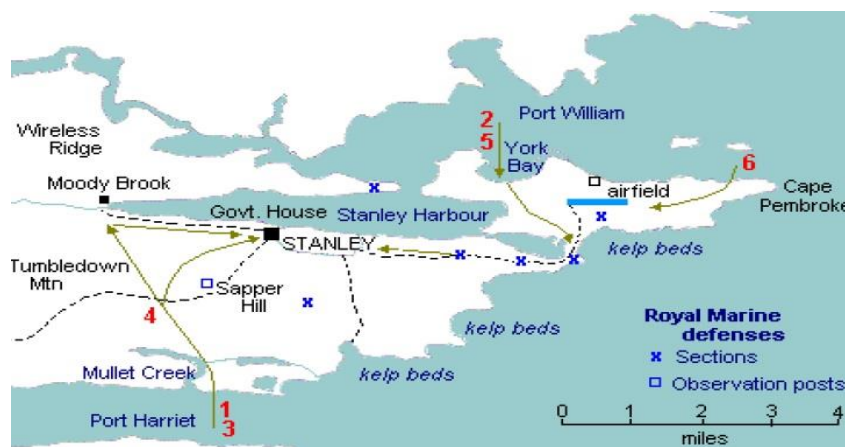 Port William
2
5
York
Bay
6
Wireless
Ridge
Moody Brook
airfield
Cape
Pembroke
Govt. House
Stanley Harbour
STANLEY
kelp beds
Tumbledown
Mtn
Sapper
Hill
4
kelp beds
Royal Marine
defenses
x Sections
Observation posts
Mullet Creek
kelp beds
1
3
Port Harriet
0 1 2 3 4
miles